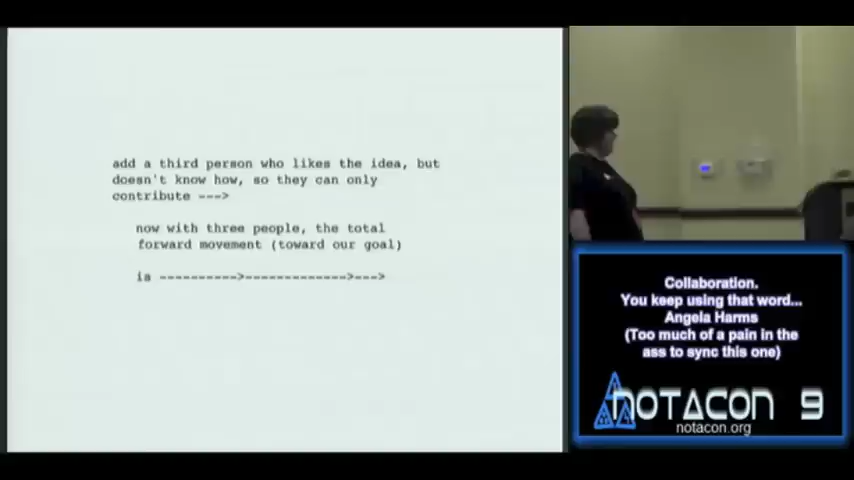 add a third person who likes the idea, but
doesn't know how, so they can only
contribute --->
now with three people, the total
forward movement (toward our goal)
is ---------->------------->--->
Collaboration.
You keep using that word...
Angela Harms
(Too much of a pain in the
ass to sync this one)
NOTACON 9
notacon.org